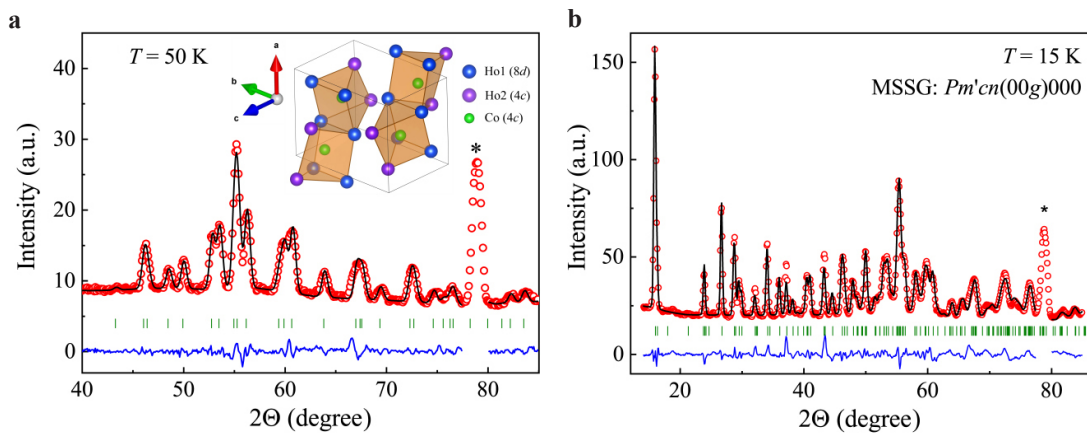 a
T = 50 K
a
b
c
Ho1 (8d)
Ho2 (4c)
Co (4c)
*
Intensity (a.u.)
40
30
20
10
0
40 50 60 70 80
2Θ (degree)
b
T = 15 K
MSSG: Pm'cn(00g)000
*
Intensity (a.u.)
150
100
50
0
20 40 60 80
2Θ (degree)